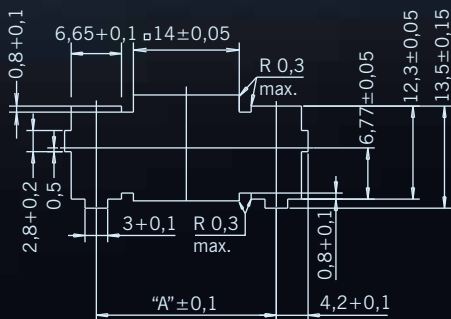 0,8+0,1
6,65+0,1
□14±0,05
R 0,3
max.
6,77±0,05
12,3±0,05
13,5±0,15
2,8+0,2
0,5
3+0,1
R 0,3
max.
0,8+0,1
“A”±0,1
4,2+0,1